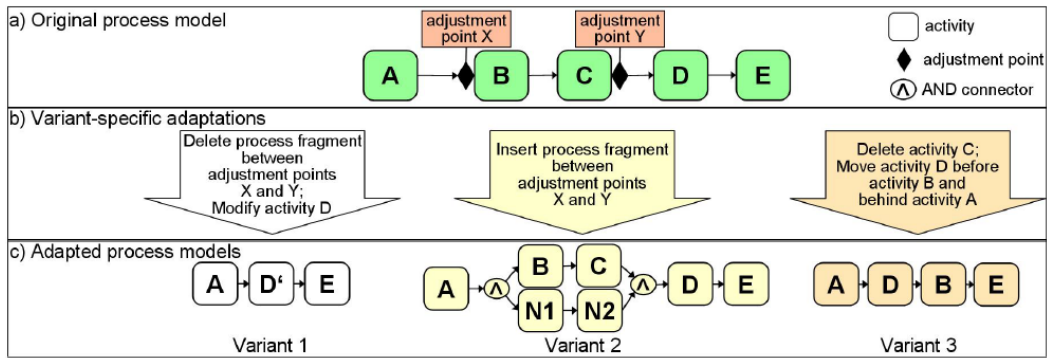 a) Original process model
adjustment
point X
adjustment
point Y
activity
adjustment point
Λ AND connector
A B C D E
b) Variant-specific adaptations
Delete process fragment
between
adjustment points
X and Y;
Modify activity D
Insert process fragment
between
adjustment points
X and Y
Delete activity C;
Move activity D before
activity B and
behind activity A
c) Adapted process models
A D‘ E
Variant 1
A Λ B C N1 N2 Λ D E
Variant 2
A D B E
Variant 3